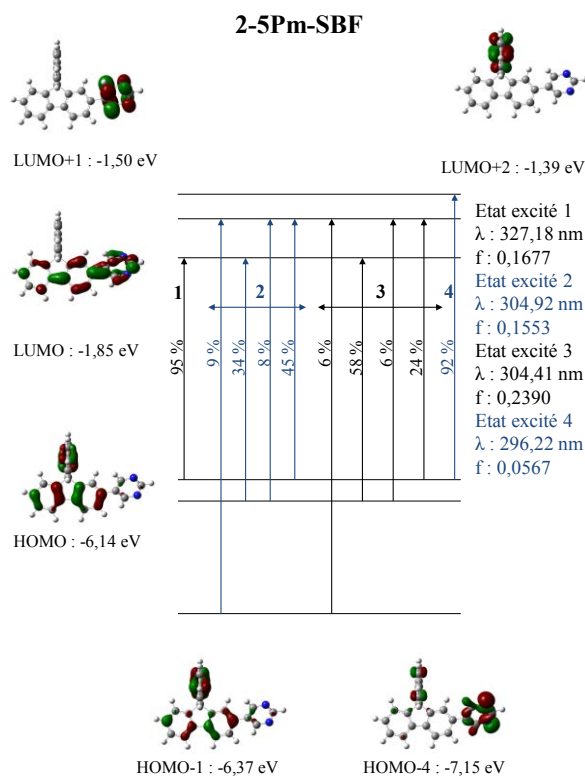 2-5Pm-SBF
LUMO+1 : -1,50 eV
LUMO+2 : -1,39 eV
LUMO : -1,85 eV
HOMO : -6,14 eV
1
2
3
4
95 %
9 %
34 %
8 %
45 %
6 %
58 %
6 %
24 %
92 %
Etat excité 1
λ : 327,18 nm
f : 0,1677
Etat excité 2
λ : 304,92 nm
f : 0,1553
Etat excité 3
λ : 304,41 nm
f : 0,2390
Etat excité 4
λ : 296,22 nm
f : 0,0567
HOMO-1 : -6,37 eV
HOMO-4 : -7,15 eV